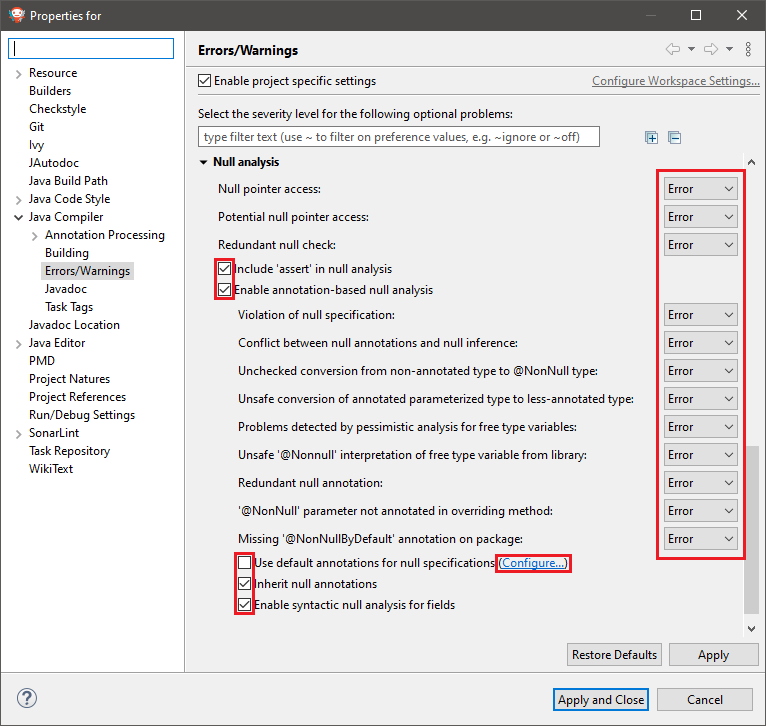 Properties for
Errors/Warnings
Resource
Builders
Checkstyle
Git
Ivy
JAutodoc
Java Build Path
Java Code Style
Java Compiler
Annotation Processing
Building
Errors/Warnings
Javadoc
Task Tags
Javadoc Location
Java Editor
PMD
Project Natures
Project References
Run/Debug Settings
SonarLint
Task Repository
WikiText
Enable project specific settings
Configure Workspace Settings...
Select the severity level for the following optional problems:
type filter text (use ~ to filter on preference values, e.g. ~ignore or ~off)
Null analysis
Null pointer access: Error
Potential null pointer access: Error
Redundant null check: Error
Include 'assert' in null analysis
Enable annotation-based null analysis
Violation of null specification: Error
Conflict between null annotations and null inference: Error
Unchecked conversion from non-annotated type to @NonNull type: Error
Unsafe conversion of annotated parameterized type to less-annotated type: Error
Problems detected by pessimistic analysis for free type variables: Error
Unsafe '@Nonnull' interpretation of free type variable from library: Error
Redundant null annotation: Error
'@NonNull' parameter not annotated in overriding method: Error
Missing '@NonNullByDefault' annotation on package: Error
Use default annotations for null specifications (Configure...)
Inherit null annotations
Enable syntactic null analysis for fields
Restore Defaults
Apply
?
Apply and Close
Cancel